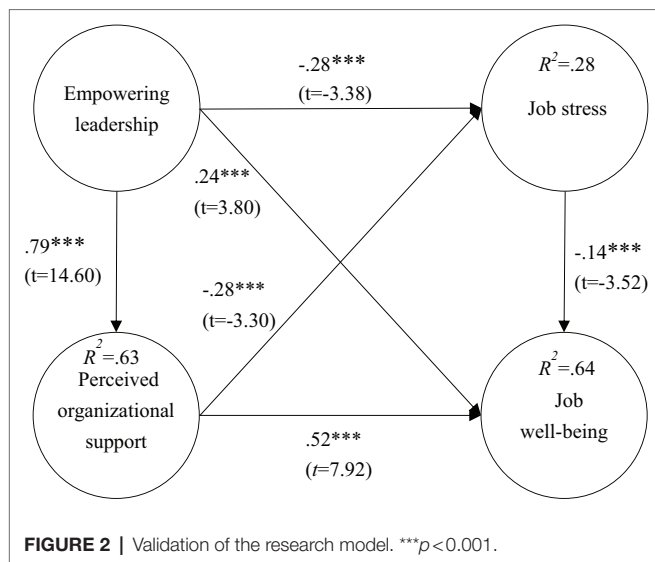 -.28***
(t=-3.38)
R²=.28
Empowering
leadership
Job stress
.24***
(t=3.80)
.79***
(t=14.60)
-.14***
(t=-3.52)
-.28***
(t=-3.30)
R²=.63
Perceived
organizational
support
R²=.64
Job
well-being
.52***
(t=7.92)
FIGURE 2 | Validation of the research model. ***p<0.001.